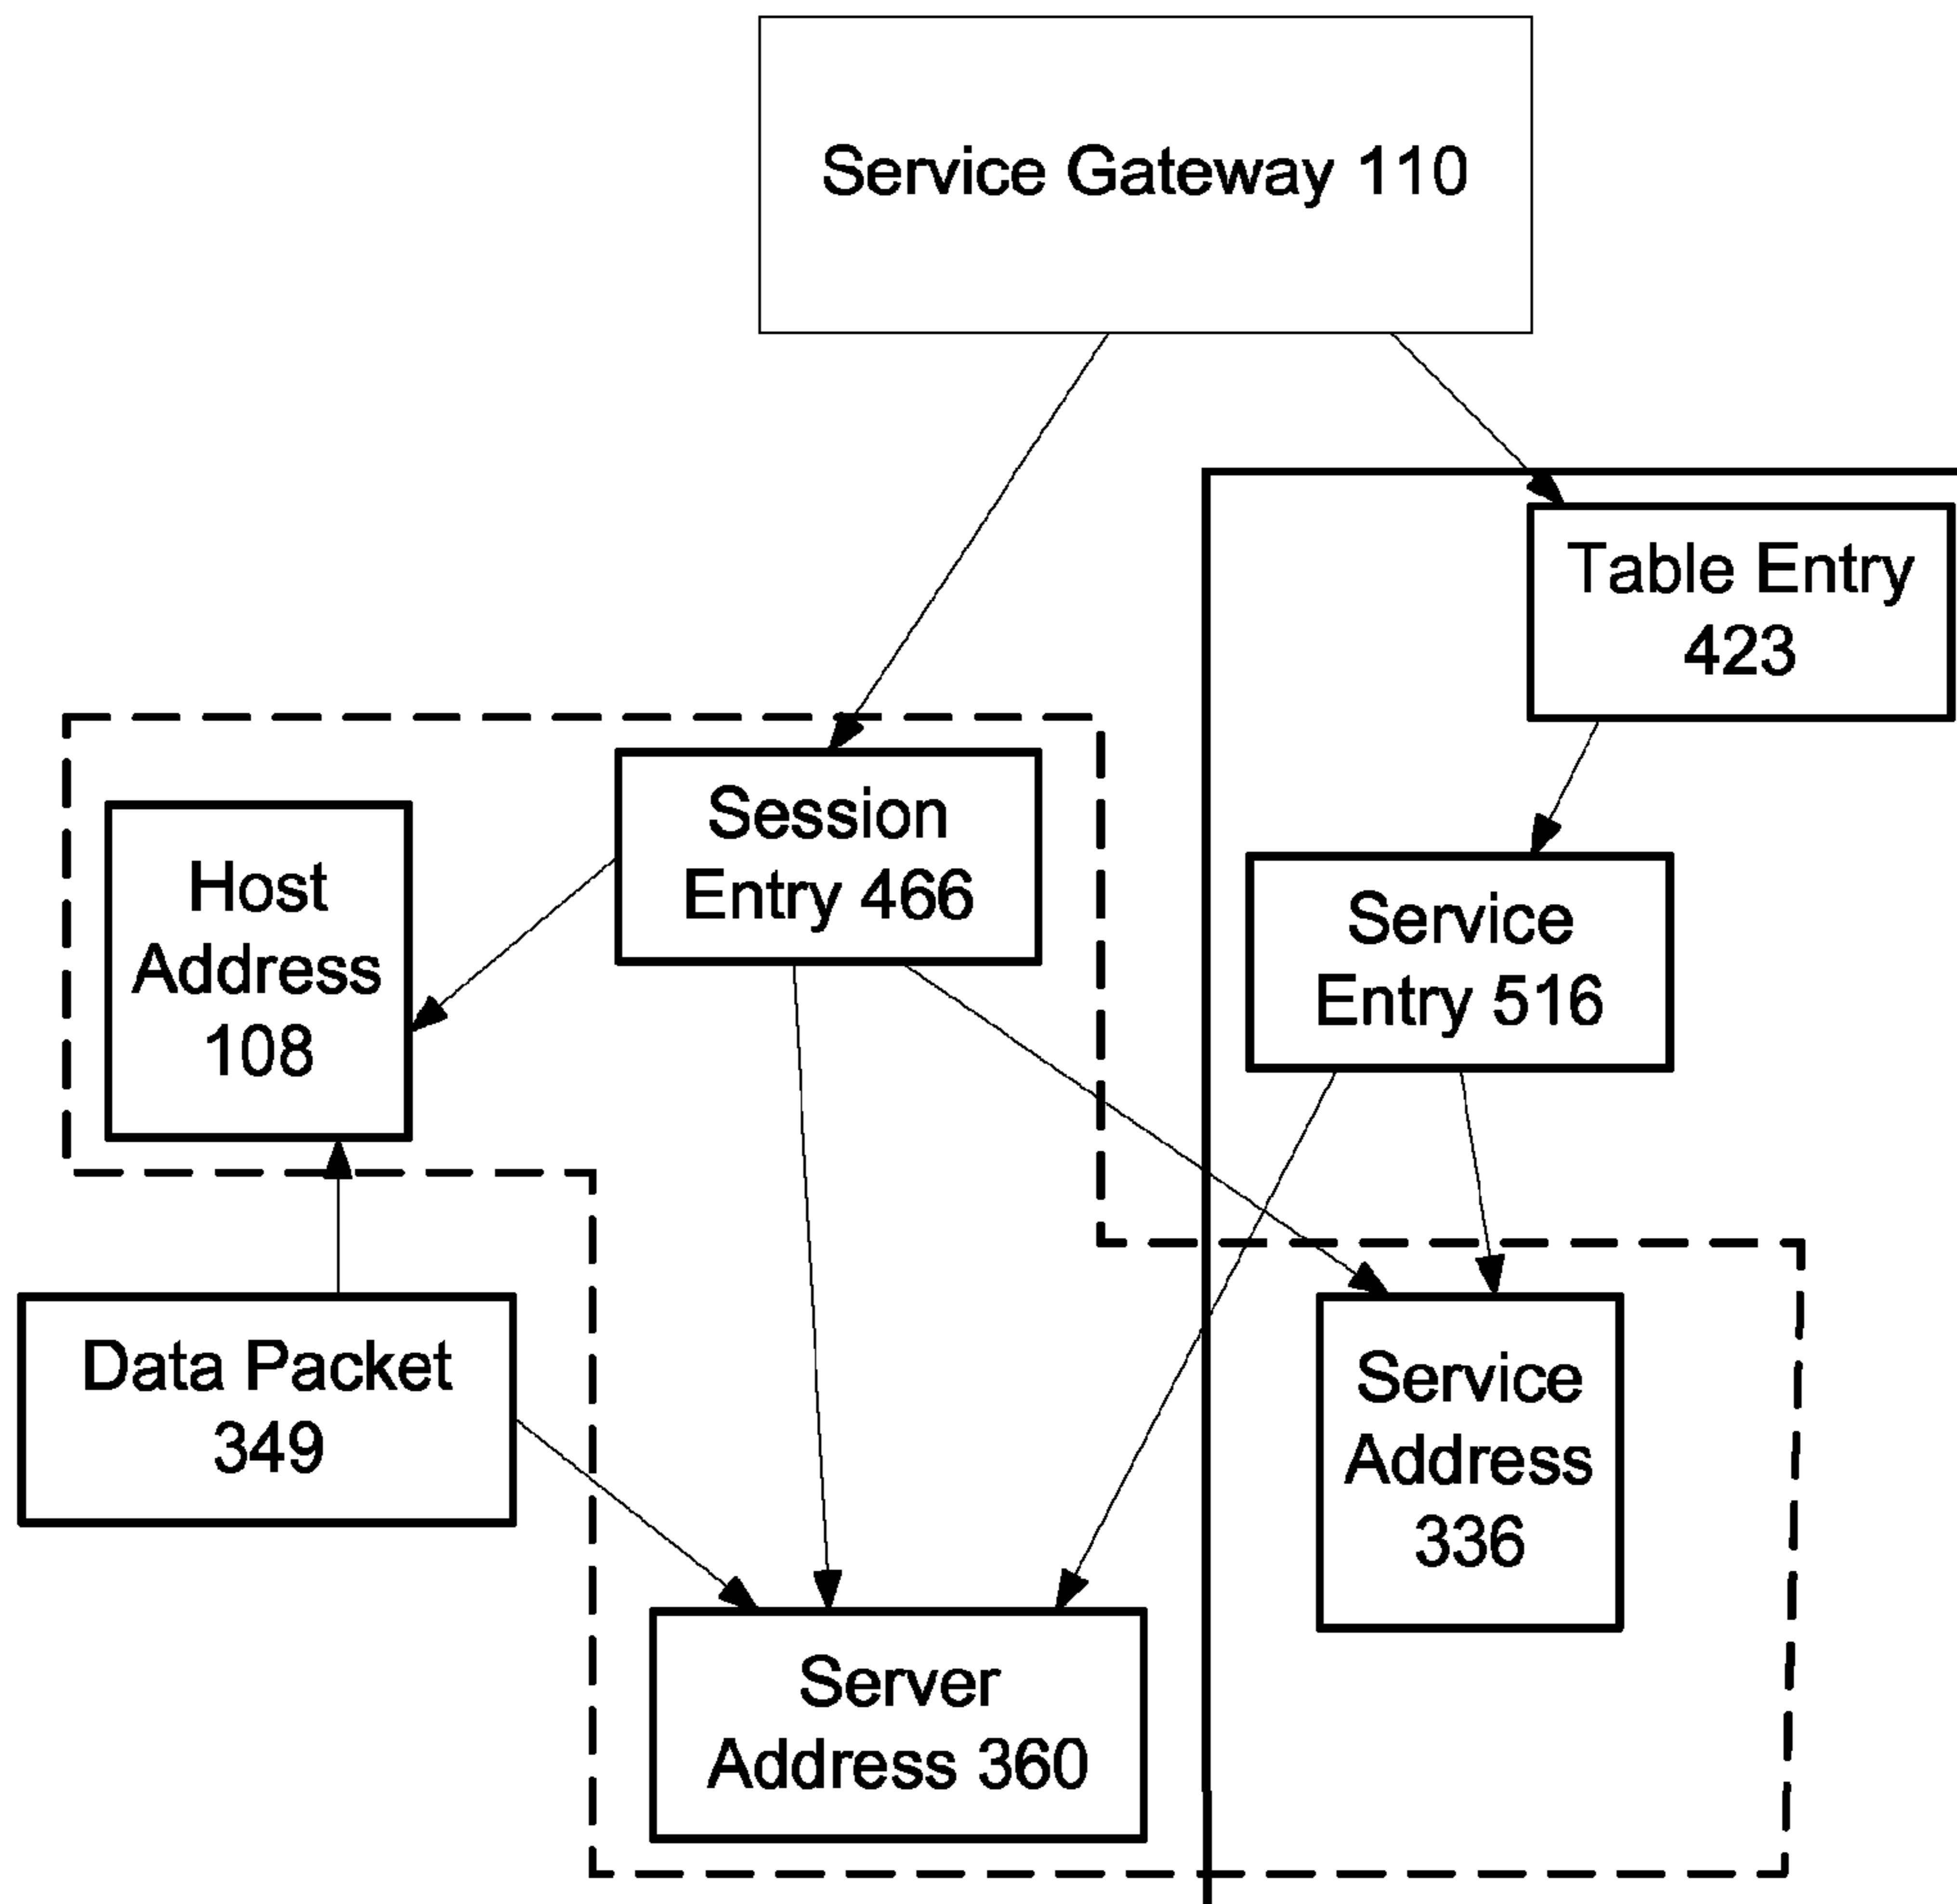 Service Gateway 110
Table Entry
423
Session
Entry 466
Host
Address
108
Service
Entry 516
Data Packet
349
Service
Address
336
Server
Address 360